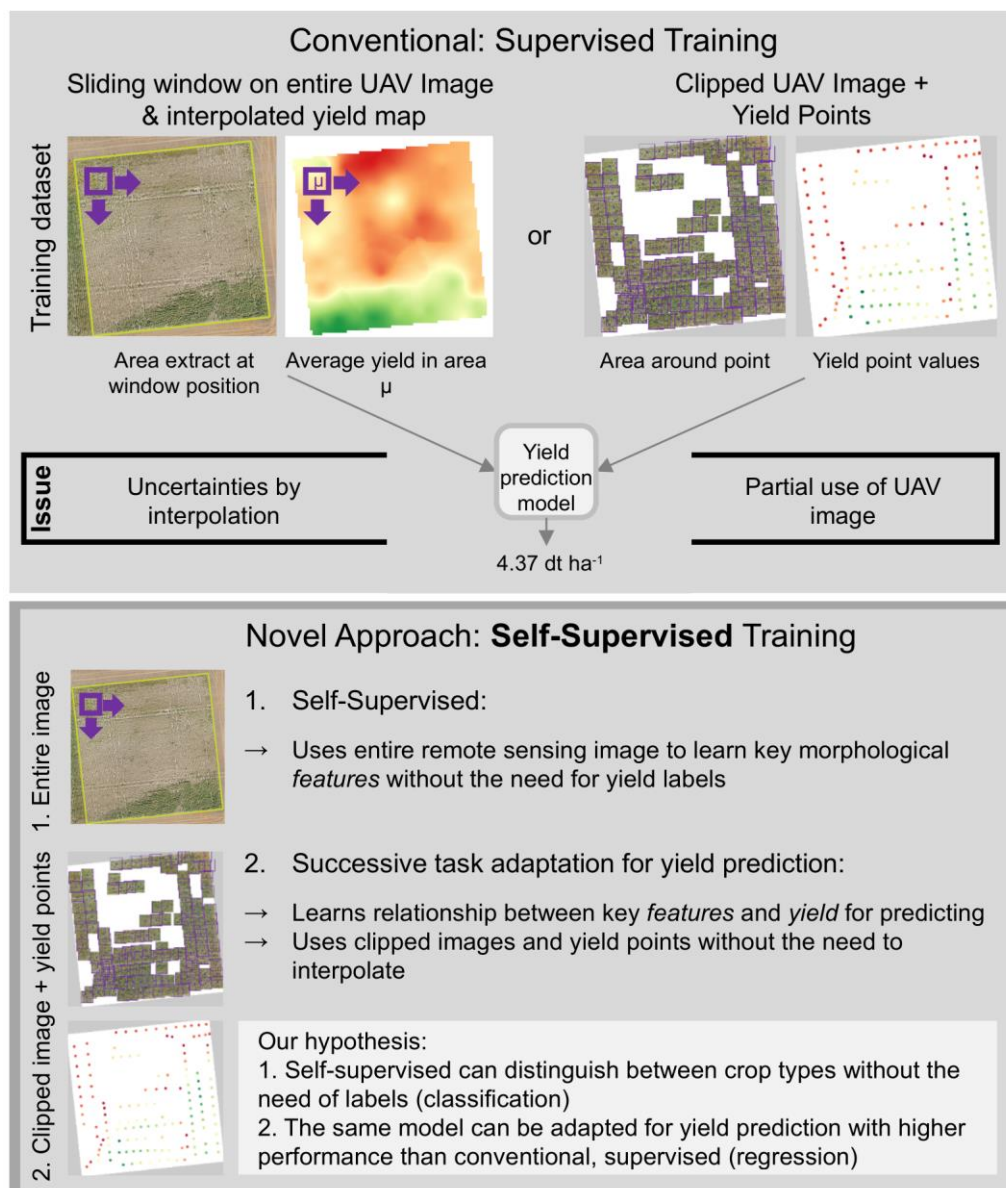 Conventional: Supervised Training
Sliding window on entire UAV Image
& interpolated yield map
Clipped UAV Image +
Yield Points
Training dataset
μ
or
Area extract at
window position
Average yield in area
μ
Area around point
Yield point values
Yield
prediction
model
Issue
Uncertainties by
interpolation
Partial use of UAV
image
4.37 dt ha⁻¹
Novel Approach: Self-Supervised Training
1. Entire image
1. Self-Supervised:
→ Uses entire remote sensing image to learn key morphological
features without the need for yield labels
2. Clipped image + yield points
2. Successive task adaptation for yield prediction:
→ Learns relationship between key features and yield for predicting
→ Uses clipped images and yield points without the need to
interpolate
Our hypothesis:
1. Self-supervised can distinguish between crop types without the
need of labels (classification)
2. The same model can be adapted for yield prediction with higher
performance than conventional, supervised (regression)